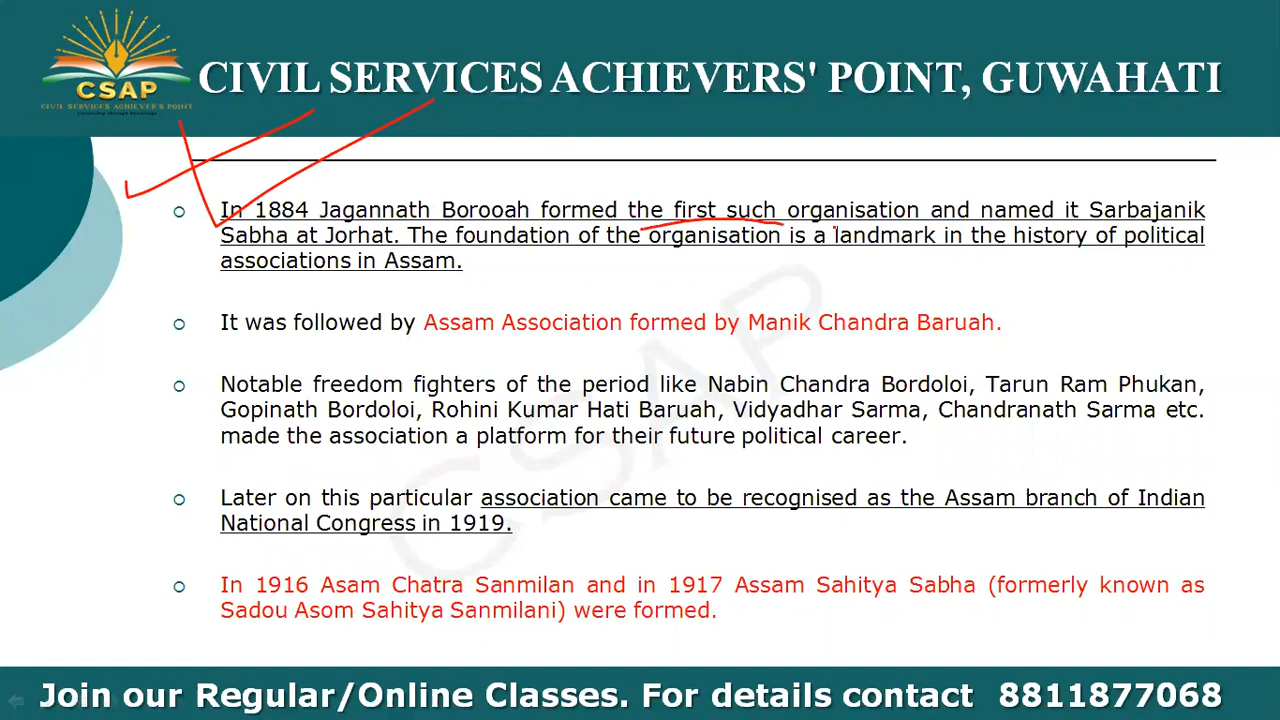 CSAP
CIVIL SERVICES ACHIEVER'S POINT
CIVIL SERVICES ACHIEVERS' POINT, GUWAHATI
In 1884 Jagannath Borooah formed the first such organisation and named it Sarbajanik
Sabha at Jorhat. The foundation of the organisation is a landmark in the history of political
associations in Assam.
It was followed by Assam Association formed by Manik Chandra Baruah.
Notable freedom fighters of the period like Nabin Chandra Bordoloi, Tarun Ram Phukan,
Gopinath Bordoloi, Rohini Kumar Hati Baruah, Vidyadhar Sarma, Chandranath Sarma etc.
made the association a platform for their future political career.
Later on this particular association came to be recognised as the Assam branch of Indian
National Congress in 1919.
In 1916 Asam Chatra Sanmilan and in 1917 Assam Sahitya Sabha (formerly known as
Sadou Asom Sahitya Sanmilani) were formed.
CSAP
Join our Regular/Online Classes. For details contact 8811877068